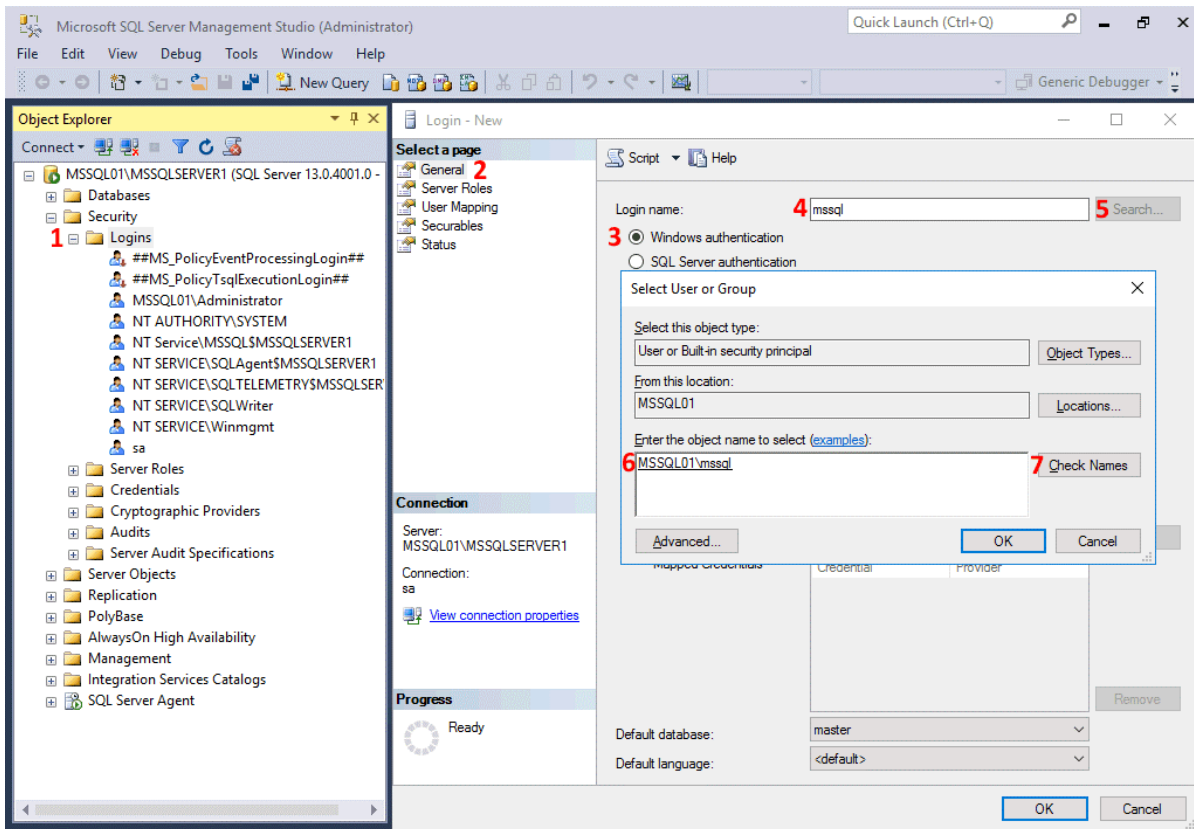 Microsoft SQL Server Management Studio (Administrator)
Quick Launch (Ctrl+Q)
File Edit View Debug Tools Window Help
New Query
Generic Debugger
Object Explorer
Connect
MSSQL01\MSSQLSERVER1 (SQL Server 13.0.4001.0 -
Databases
Security
1 Logins
##MS_PolicyEventProcessingLogin##
##MS_PolicyTsqlExecutionLogin##
MSSQL01\Administrator
NT AUTHORITY\SYSTEM
NT Service\MSSQL$MSSQLSERVER1
NT SERVICE\SQLAgent$MSSQLSERVER1
NT SERVICE\SQLTELEMETRY$MSSQLSER
NT SERVICE\SQLWriter
NT SERVICE\Winmgmt
sa
Server Roles
Credentials
Cryptographic Providers
Audits
Server Audit Specifications
Server Objects
Replication
PolyBase
AlwaysOn High Availability
Management
Integration Services Catalogs
SQL Server Agent
Login - New
Select a page
General 2
Server Roles
User Mapping
Securables
Status
Connection
Server:
MSSQL01\MSSQLSERVER1
Connection:
sa
View connection properties
Progress
Ready
Script Help
Login name: 4 mssql 5 Search...
3 Windows authentication
SQL Server authentication
Select User or Group
Select this object type:
User or Built-in security principal Object Types...
From this location:
MSSQL01 Locations...
Enter the object name to select (examples):
6 MSSQL01\mssql 7 Check Names
Advanced... OK Cancel
Mapped Credentials Credential Provider
Remove
Default database: master
Default language: <default>
OK Cancel